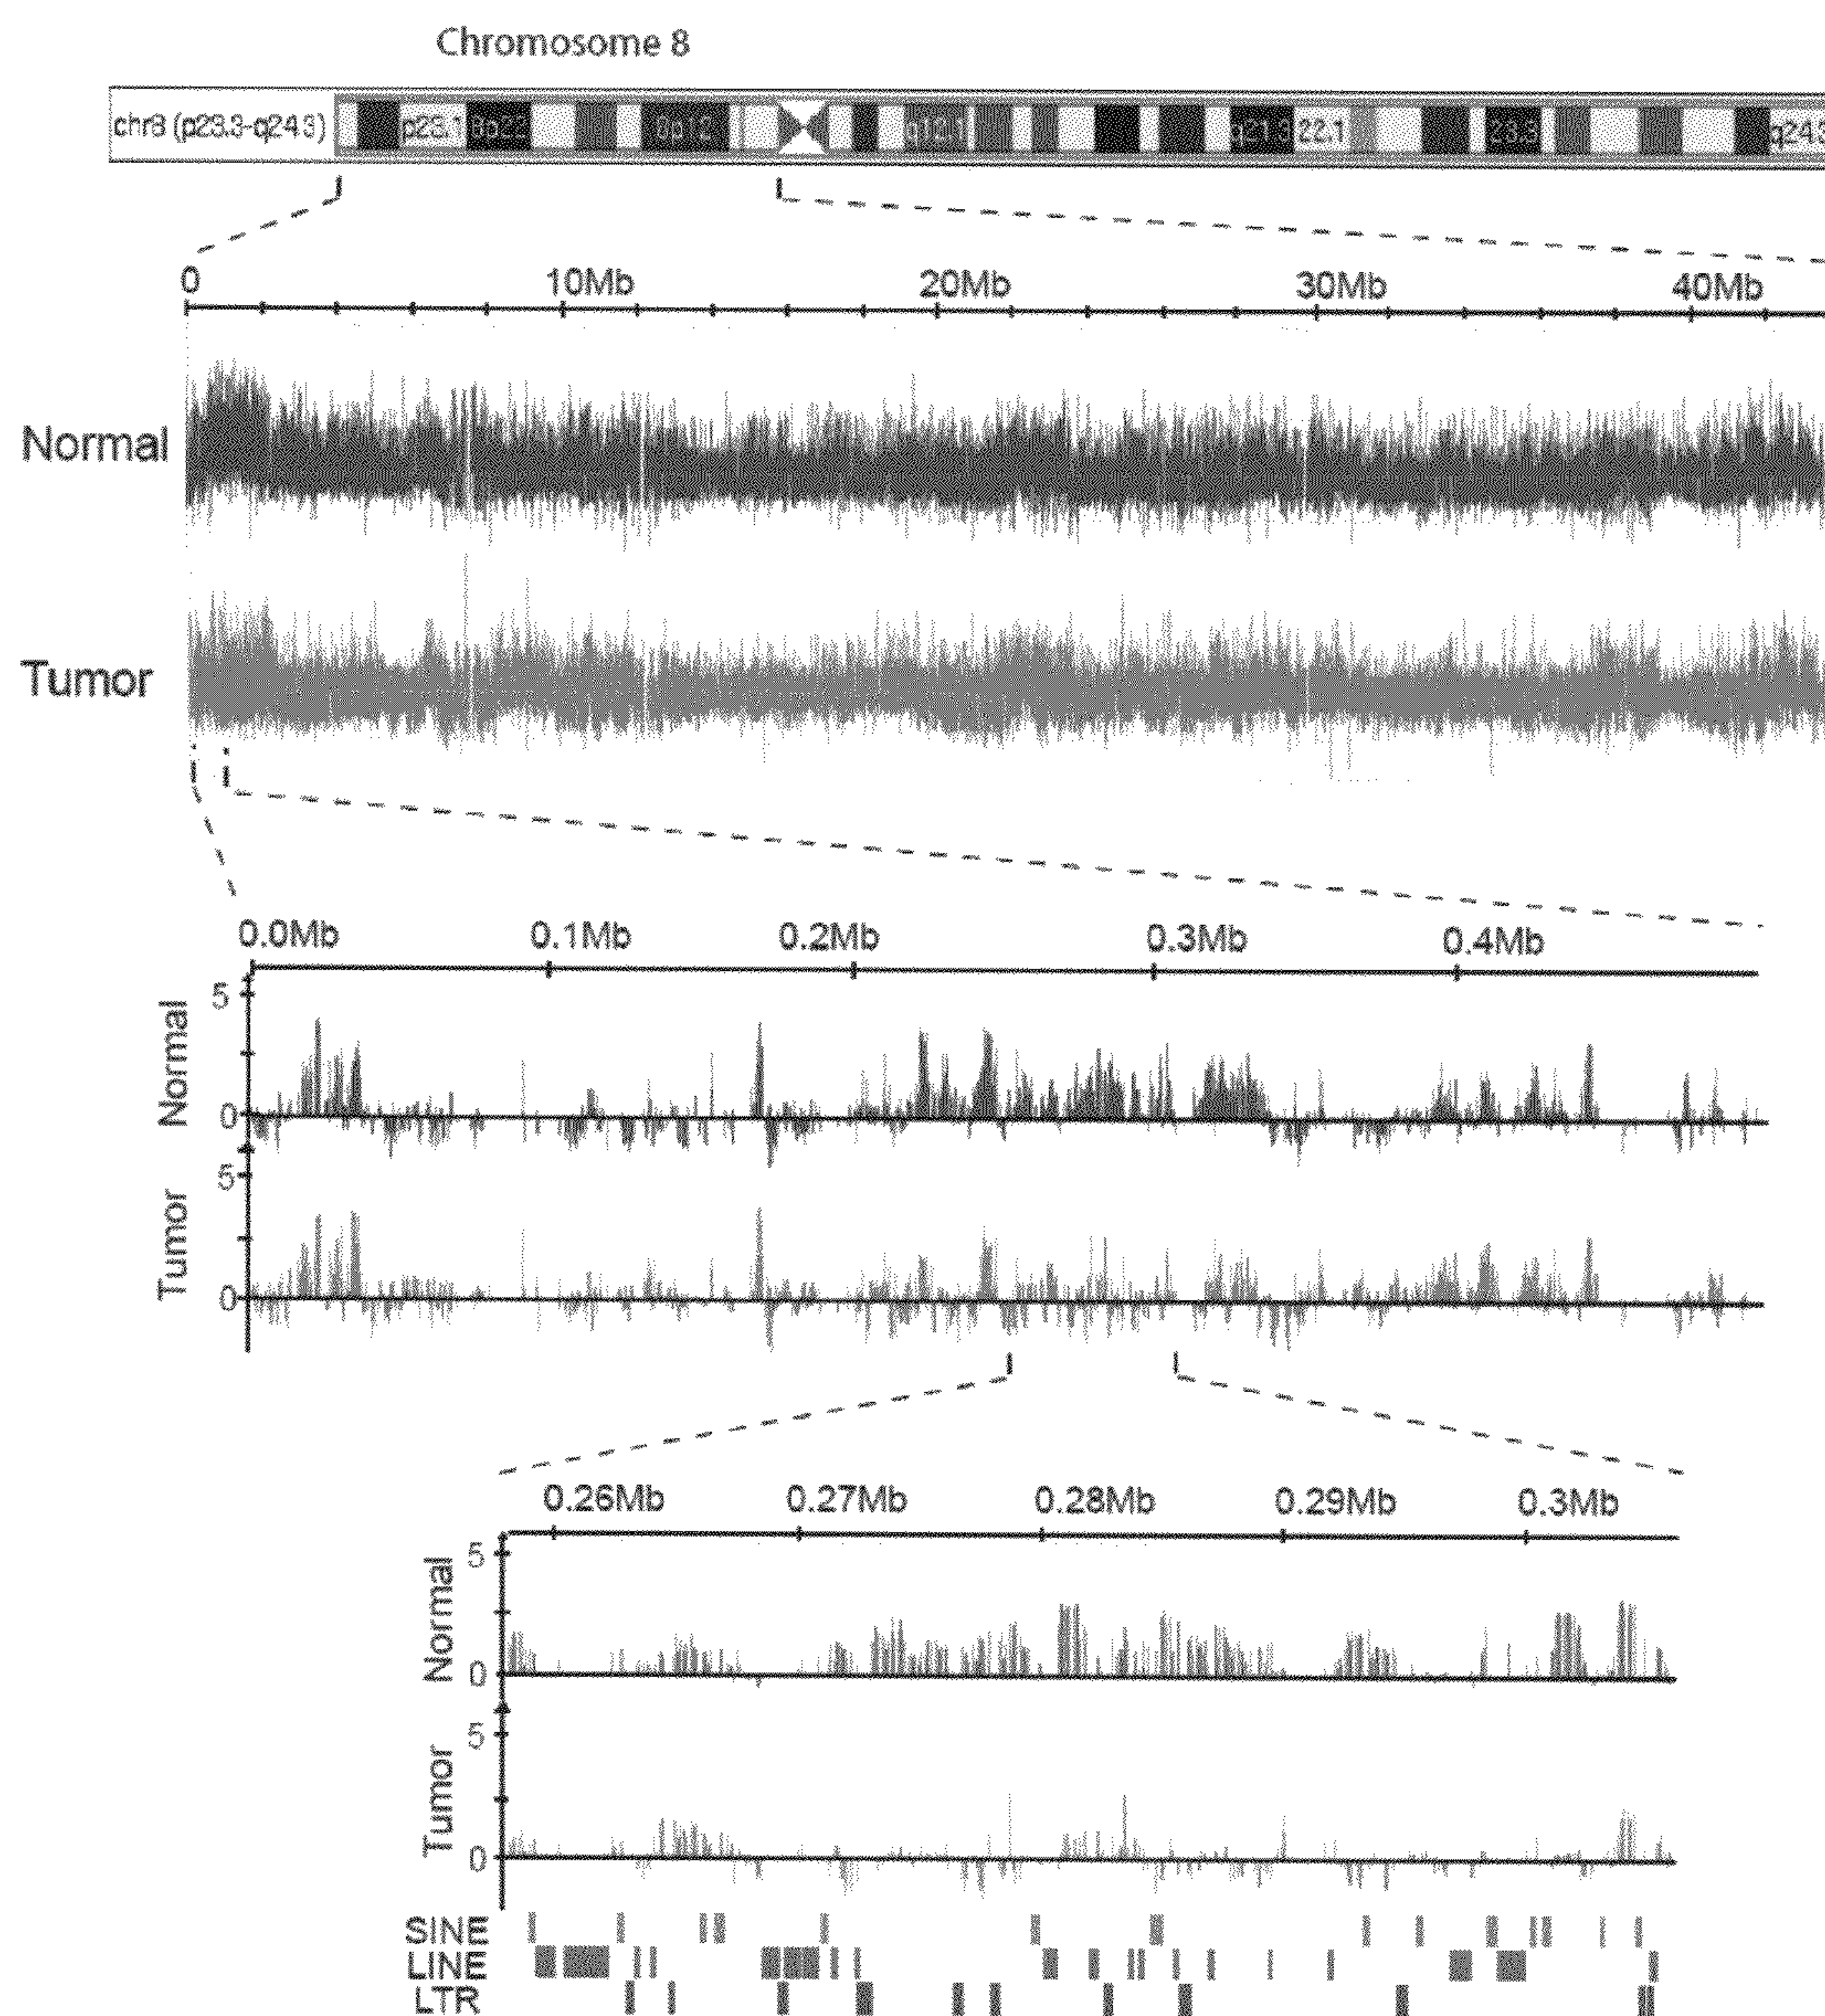 Chromosome 8
chr8 (p23.3-q24.3) p23.1 8p22 8p12 q12.1 q21.3 22.1 23.3 q24.3
0 10Mb 20Mb 30Mb 40Mb
Normal
Tumor
0.0Mb 0.1Mb 0.2Mb 0.3Mb 0.4Mb
5
Normal
0
5
Tumor
0
0.26Mb 0.27Mb 0.28Mb 0.29Mb 0.3Mb
5
Normal
0
5
Tumor
0
SINE
LINE
LTR